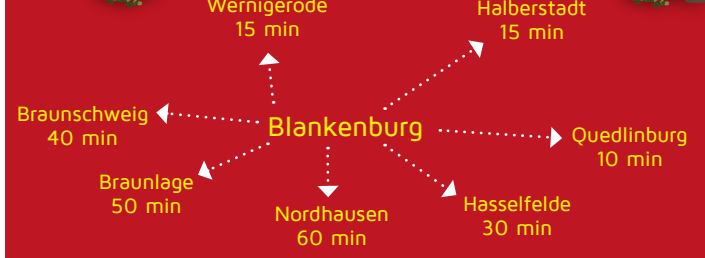 Wernigerode
15 min
Halberstadt
15 min
Braunschweig
40 min
Blankenburg
Quedlinburg
10 min
Braunlage
50 min
Nordhausen
60 min
Hasselfelde
30 min